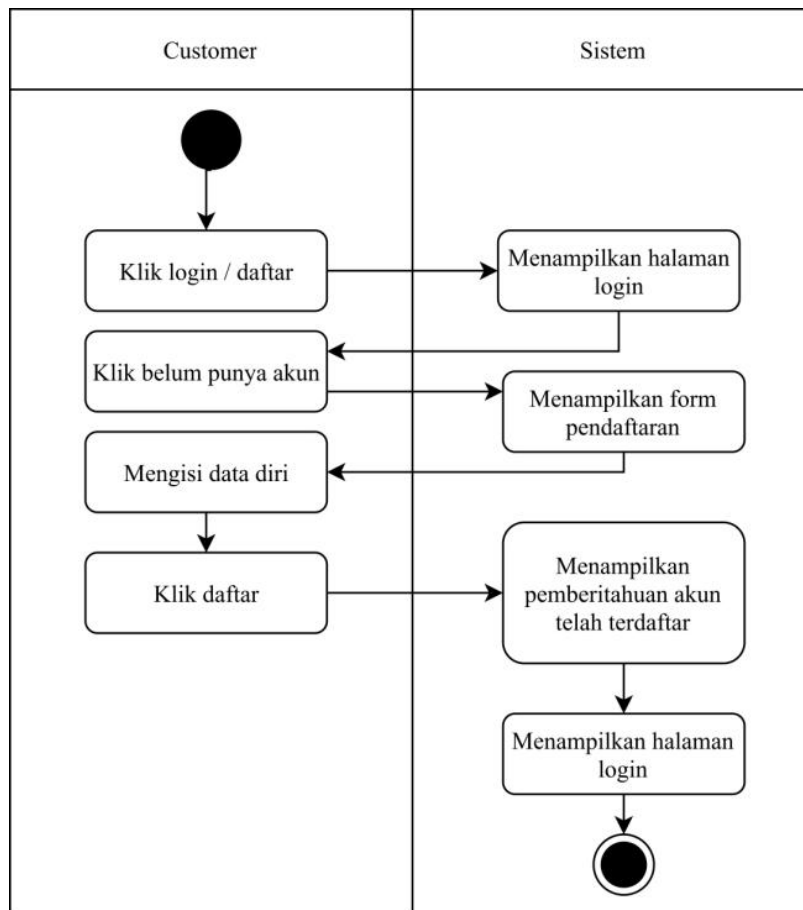 Customer
Sistem
Klik login / daftar
Menampilkan halaman
login
Klik belum punya akun
Menampilkan form
pendaftaran
Mengisi data diri
Klik daftar
Menampilkan
pemberitahuan akun
telah terdaftar
Menampilkan halaman
login